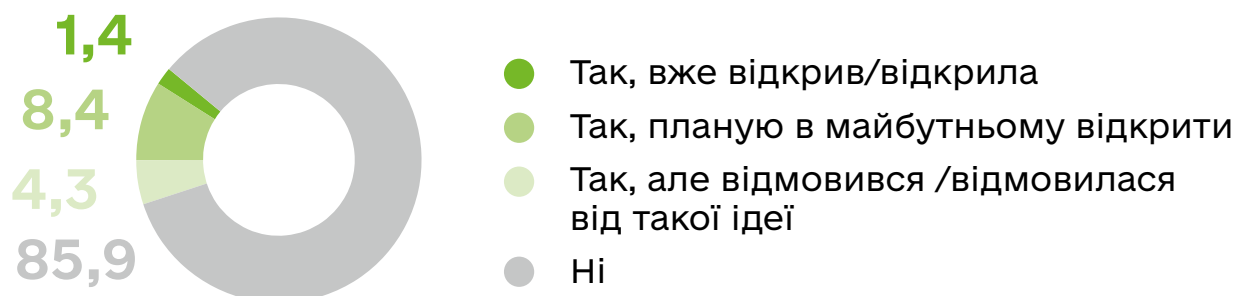 1,4
8,4
4,3
85,9
Так, вже відкрив/відкрила
Так, планую в майбутньому відкрити
Так, але відмовився /відмовилася
від такої ідеї
Ні